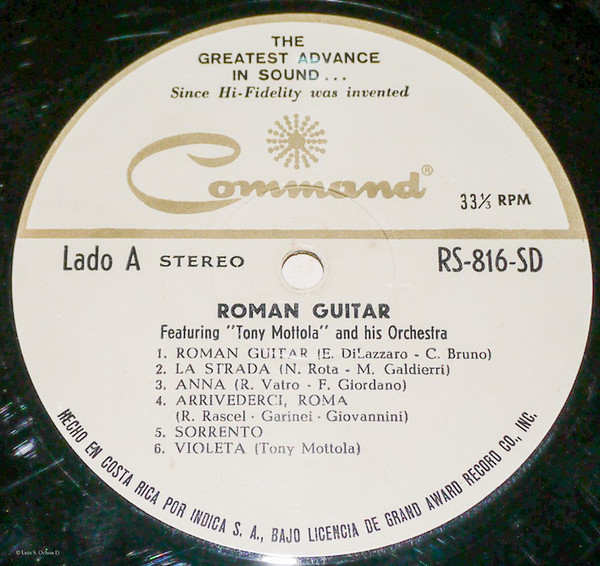 THE
GREATEST ADVANCE
IN SOUND...
Since Hi-Fidelity was invented
Command®
33⅓ RPM
Lado A STEREO RS-816-SD
ROMAN GUITAR
Featuring "Tony Mottola" and his Orchestra
1. ROMAN GUITAR (E. DiLazzaro - C. Bruno)
2. LA STRADA (N. Rota - M. Galdierri)
3. ANNA (R. Vatro - F. Giordano)
4. ARRIVEDERCI, ROMA
(R. Rascel - Garinei - Giovannini)
5. SORRENTO
6. VIOLETA (Tony Mottola)
HECHO EN COSTA RICA POR INDICA S. A., BAJO LICENCIA DE GRAND AWARD RECORD CO., INC.
© Luis S. Ochoa D.